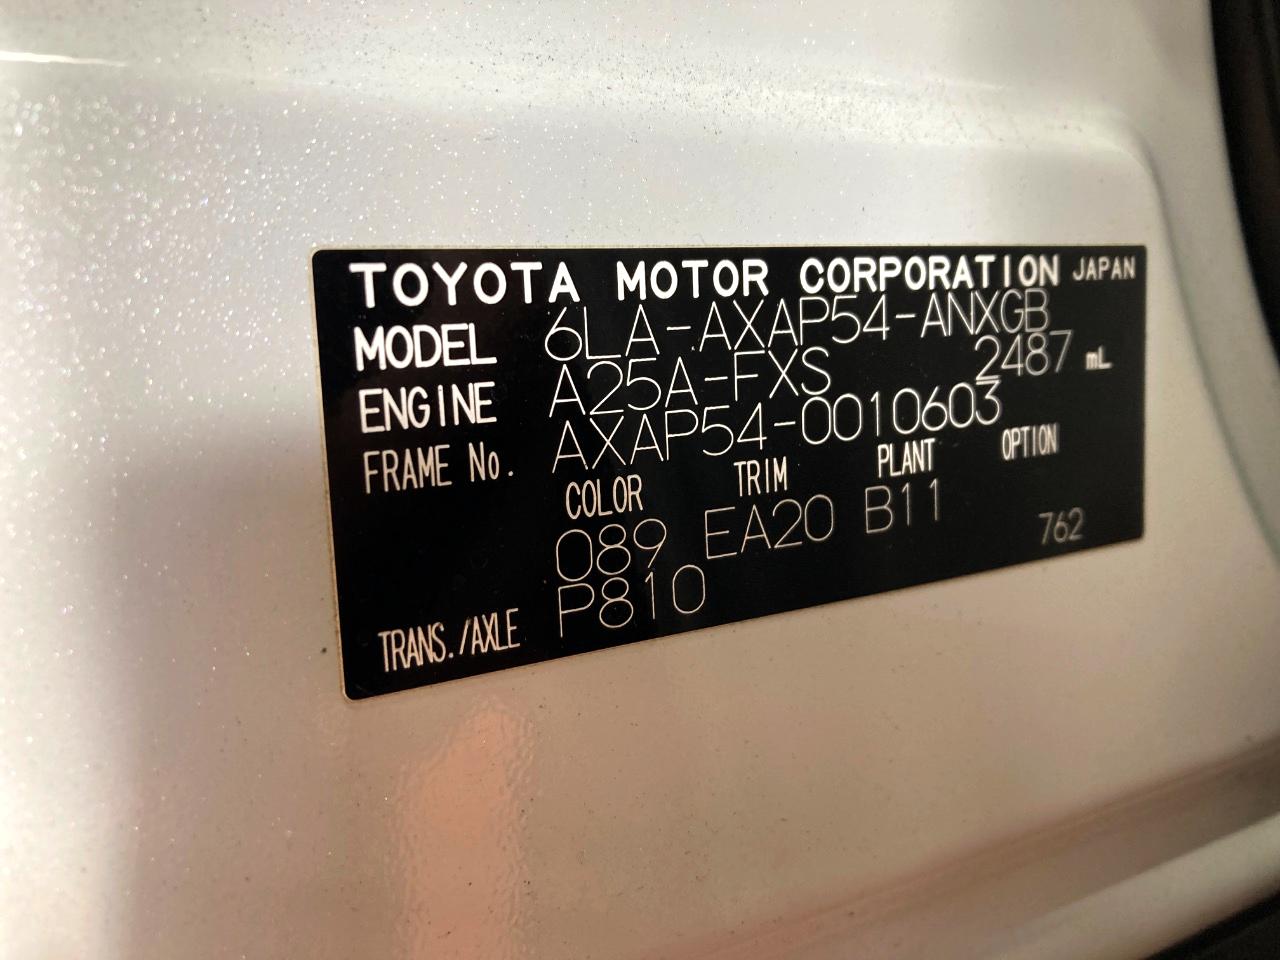 TOYOTA MOTOR CORPORATION JAPAN
MODEL 6LA-AXAP54-ANXGB
ENGINE A25A-FXS 2487 mL
FRAME No. AXAP54-0010603
COLOR TRIM PLANT OPTION
089 EA20 B11 762
TRANS./AXLE P810